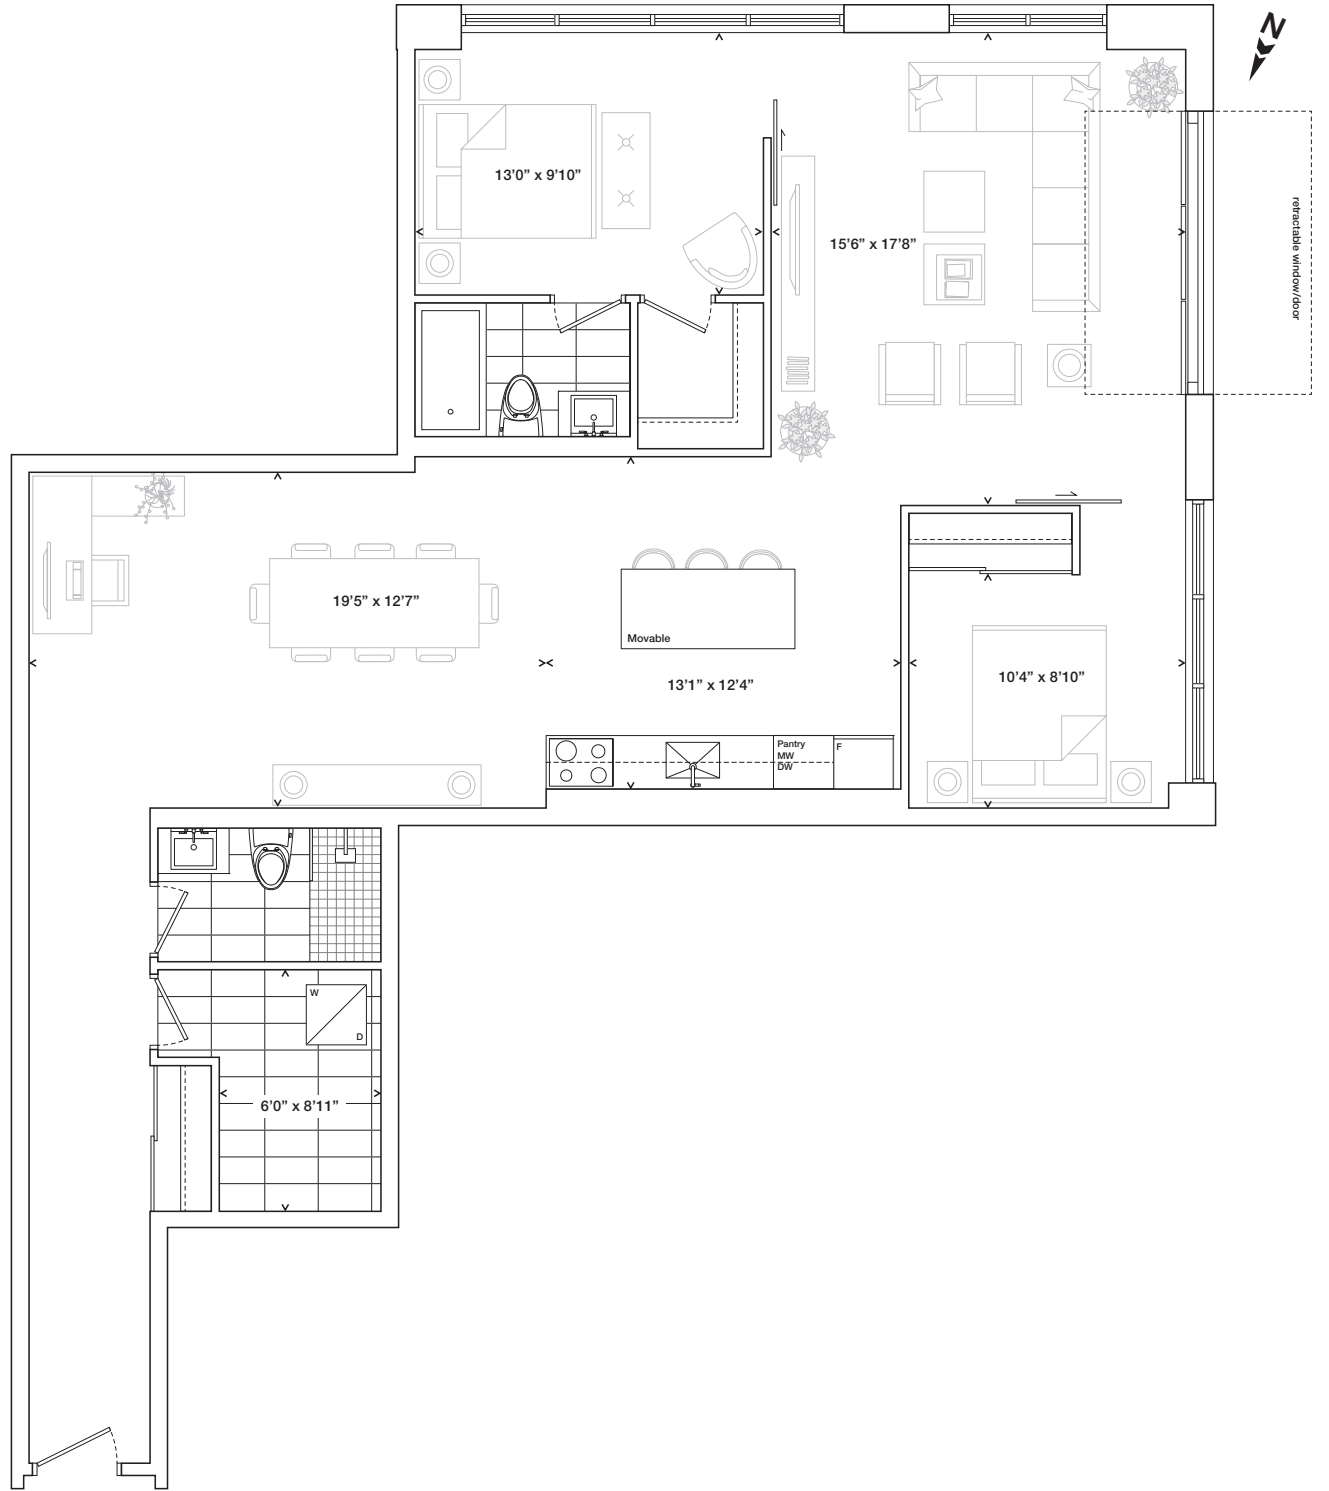 N
13'0" x 9'10"
15'6" x 17'8"
retractable window/door
19'5" x 12'7"
Movable
13'1" x 12'4"
10'4" x 8'10"
Pantry
MW
DW
F
W
D
6'0" x 8'11"